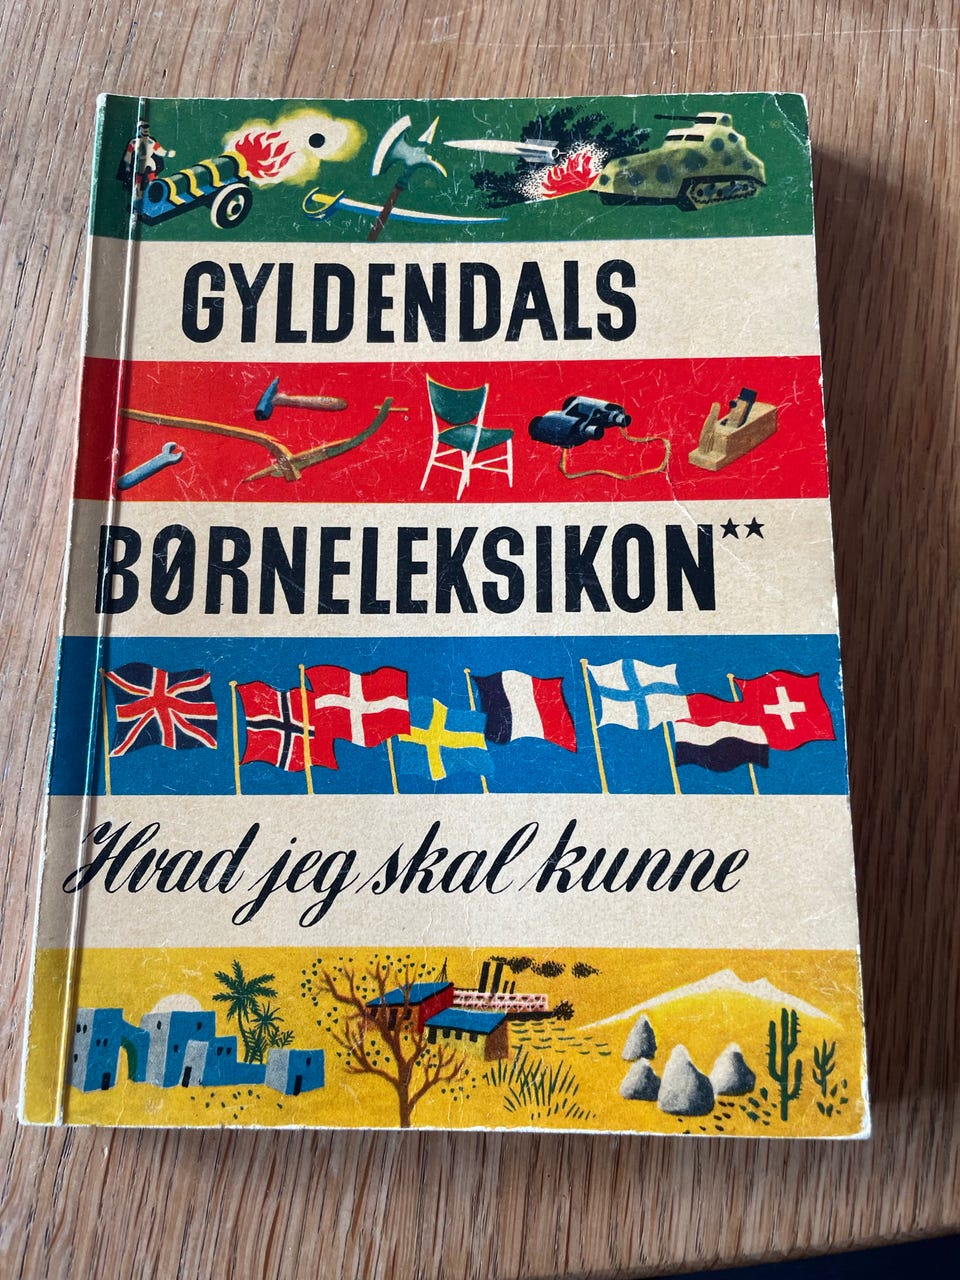 GYLDENDALS
BØRNELEKSIKON★★
Hvad jeg skal kunne